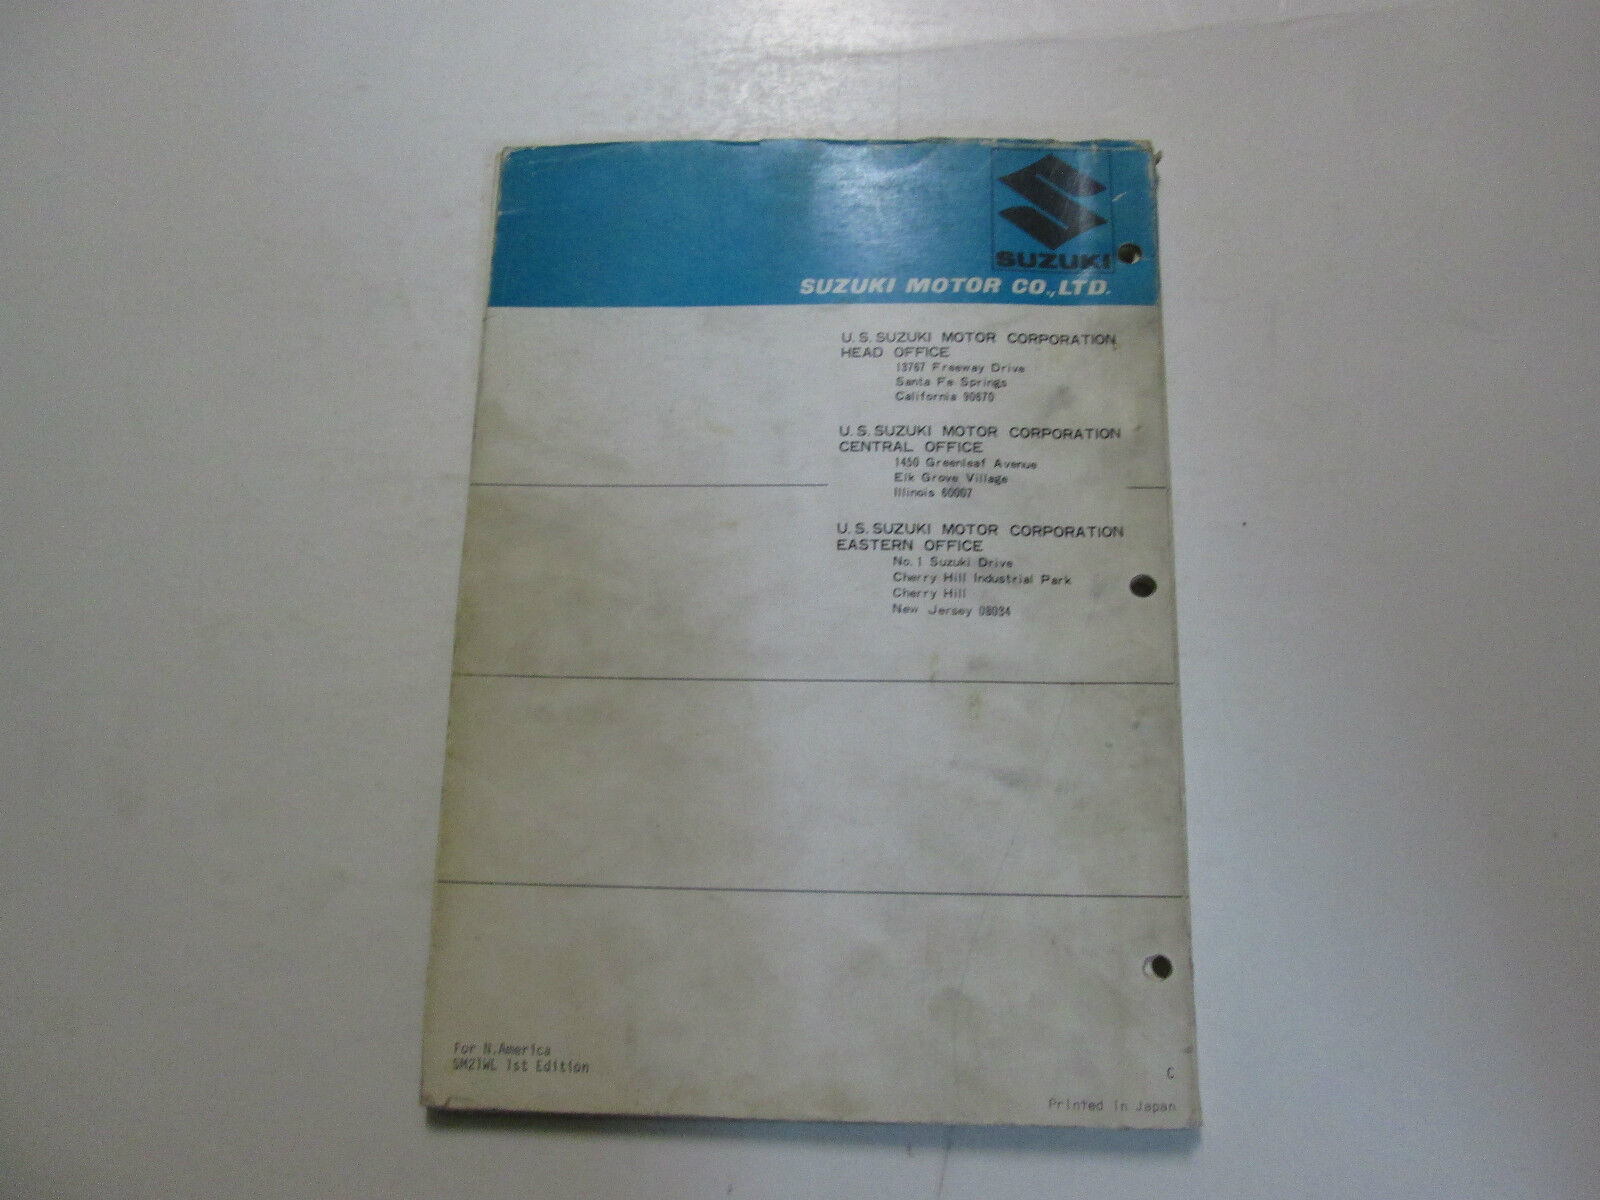 SUZUKI
SUZUKI MOTOR CO.,LTD.
U.S. SUZUKI MOTOR CORPORATION
HEAD OFFICE
13767 Freeway Drive
Santa Fe Springs
California 90670
U.S. SUZUKI MOTOR CORPORATION
CENTRAL OFFICE
1450 Greenleaf Avenue
Elk Grove Village
Illinois 60007
U.S. SUZUKI MOTOR CORPORATION
EASTERN OFFICE
No. 1 Suzuki Drive
Cherry Hill Industrial Park
Cherry Hill
New Jersey 08034
For N.America
SM21WL 1st Edition
C
Printed in Japan